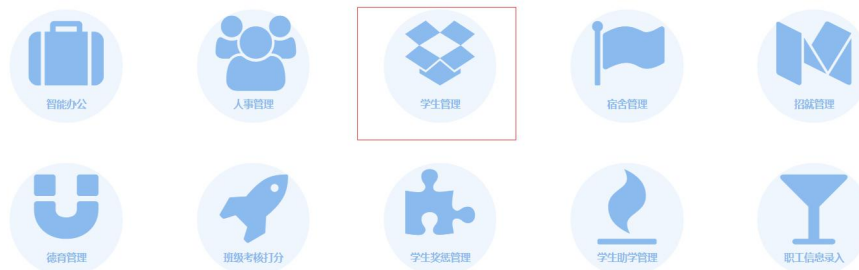 智能办公
人事管理
学生管理
宿舍管理
招就管理
德育管理
班级考核打分
学生奖惩管理
学生助学管理
职工信息录入